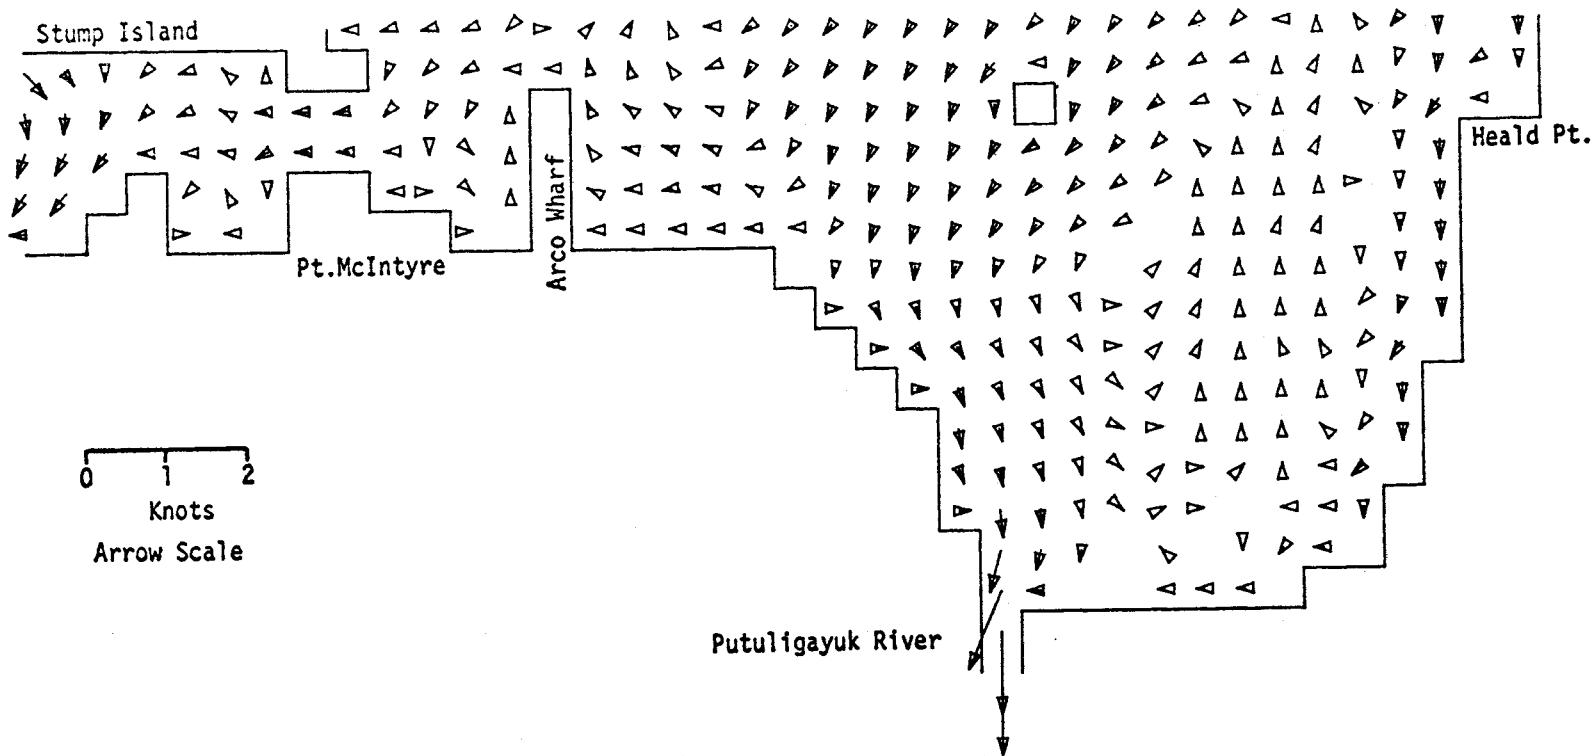 Stump Island
Heald Pt.
Arco Wharf
Pt.McIntyre
0 1 2
Knots
Arrow Scale
Putuligayuk River